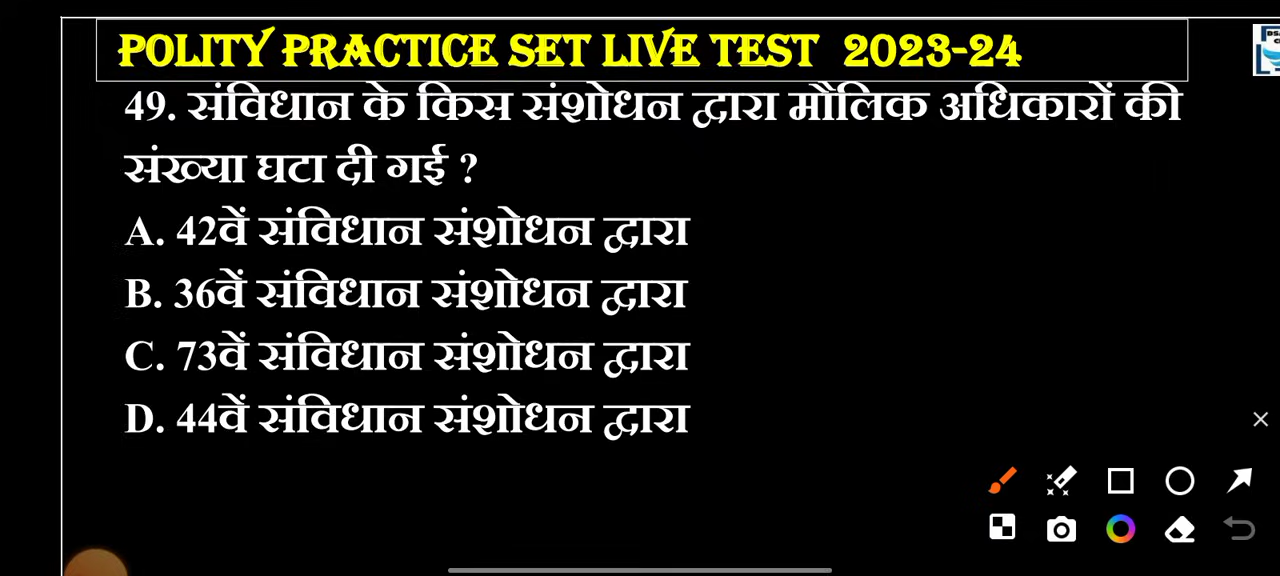 POLITY PRACTICE SET LIVE TEST 2023-24
49. संविधान के किस संशोधन द्वारा मौलिक अधिकारों की
संख्या घटा दी गई ?
A. 42वें संविधान संशोधन द्वारा
B. 36वें संविधान संशोधन द्वारा
C. 73वें संविधान संशोधन द्वारा
D. 44वें संविधान संशोधन द्वारा